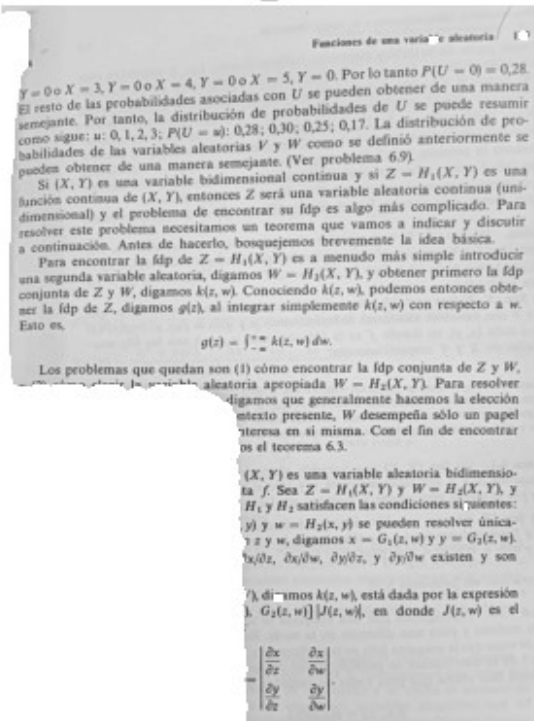 Funciones de una variable aleatoria
Y = 0 o X = 3, Y = 0 o X = 4, Y = 0 o X = 5, Y = 0. Por lo tanto P(U = 0) = 0,28.
El resto de las probabilidades asociadas con U se pueden obtener de una manera
semejante. Por tanto, la distribución de probabilidades de U se puede resumir
como sigue: u: 0, 1, 2, 3; P(U = u): 0,28; 0,30; 0,25; 0,17. La distribución de pro-
babilidades de las variables aleatorias V y W como se definió anteriormente se
pueden obtener de una manera semejante. (Ver problema 6.9).
Si (X, Y) es una variable bidimensional continua y si Z = H₁(X, Y) es una
función continua de (X, Y), entonces Z será una variable aleatoria continua (uni-
dimensional) y el problema de encontrar su fdp es algo más complicado. Para
resolver este problema necesitamos un teorema que vamos a indicar y discutir
a continuación. Antes de hacerlo, bosquejemos brevemente la idea básica.
Para encontrar la fdp de Z = H₁(X, Y) es a menudo más simple introducir
una segunda variable aleatoria, digamos W = H₂(X, Y), y obtener primero la fdp
conjunta de Z y W, digamos k(z, w). Conociendo k(z, w), podemos entonces obte-
ner la fdp de Z, digamos g(z), al integrar simplemente k(z, w) con respecto a w.
Esto es,
g(z) = ∫₋∞⁺∞ k(z, w) dw.
Los problemas que quedan son (1) cómo encontrar la fdp conjunta de Z y W,
aleatoria apropiada W = H₂(X, Y). Para resolver
digamos que generalmente hacemos la elección
presente, W desempeña sólo un papel
en sí misma. Con el fin de encontrar
el teorema 6.3.
(X, Y) es una variable aleatoria bidimensio-
f. Sea Z = H₁(X, Y) y W = H₂(X, Y), y
H₁ y H₂ satisfacen las condiciones siguientes:
y) y w = H₂(x, y) se pueden resolver única-
z y w, digamos x = G₁(z, w) y y = G₂(z, w).
∂x/∂z, ∂x/∂w, ∂y/∂z, y ∂y/∂w existen y son
digamos k(z, w), está dada por la expresión
G₂(z, w)] |J(z, w)|, en donde J(z, w) es el
= | ∂x/∂z ∂x/∂w |
| ∂y/∂z ∂y/∂w |.